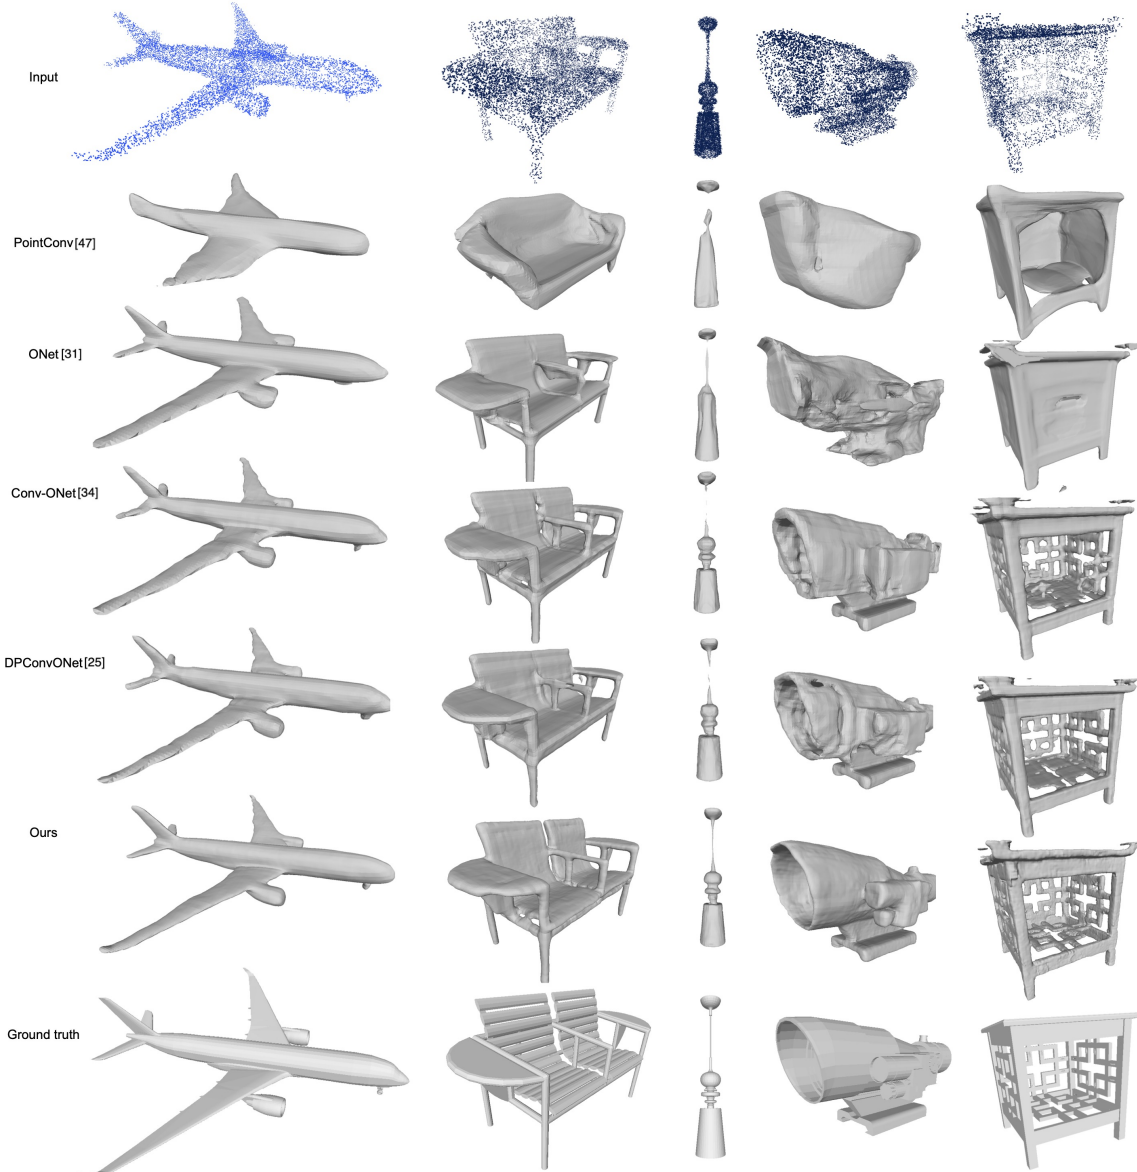 Input
PointConv[47]
ONet[31]
Conv-ONet[34]
DPConvONet[25]
Ours
Ground truth